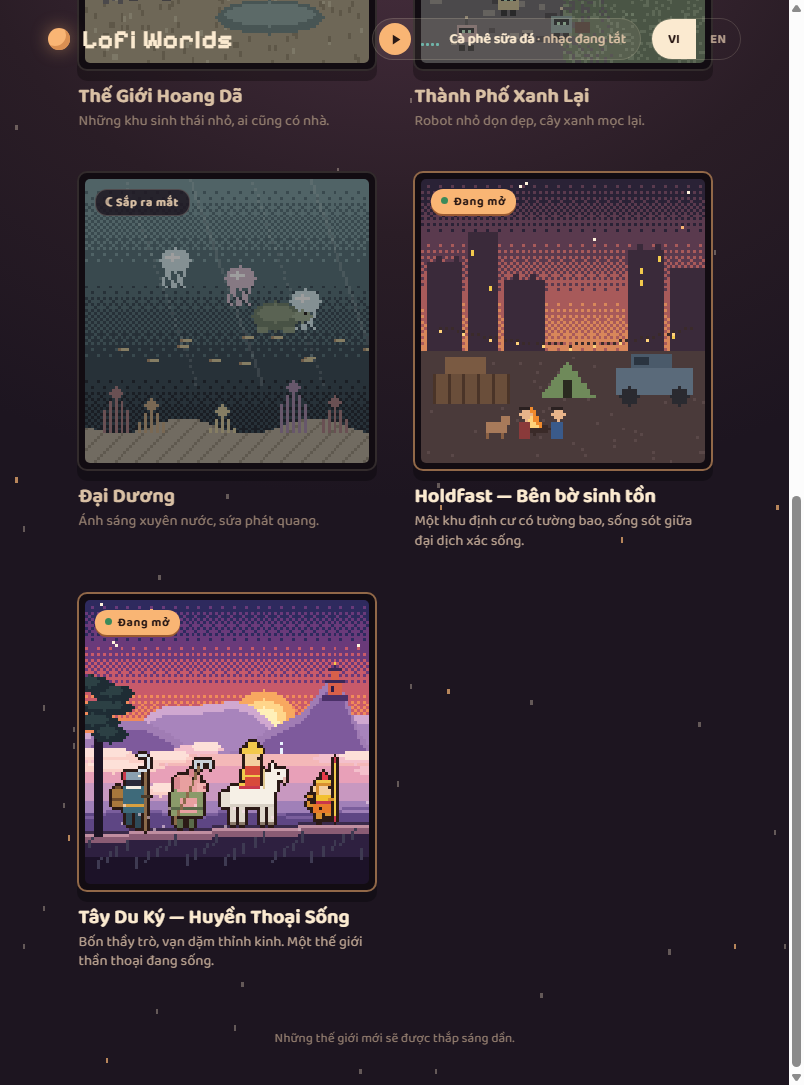 Lofi Worlds
Cà phê sữa đá · nhạc đang tắt
VI
EN
Thế Giới Hoang Dã
Những khu sinh thái nhỏ, ai cũng có nhà.
Thành Phố Xanh Lại
Robot nhỏ dọn dẹp, cây xanh mọc lại.
Sắp ra mắt
Đại Dương
Ánh sáng xuyên nước, sứa phát quang.
Đang mở
Holdfast — Bên bờ sinh tồn
Một khu định cư có tường bao, sống sót giữa
đại dịch xác sống.
Đang mở
Tây Du Ký — Huyền Thoại Sống
Bốn thầy trò, vạn dặm thỉnh kinh. Một thế giới
thần thoại đang sống.
Những thế giới mới sẽ được thắp sáng dần.